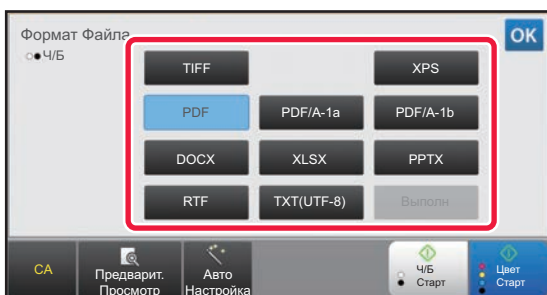 Формат Файла
Ч/Б
OK
TIFF
XPS
PDF
PDF/A-1a
PDF/A-1b
DOCX
XLSX
PPTX
RTF
TXT(UTF-8)
Выполн
CA
Предварит.
Просмотр
Авто
Настройка
Ч/Б
Старт
Цвет
Старт